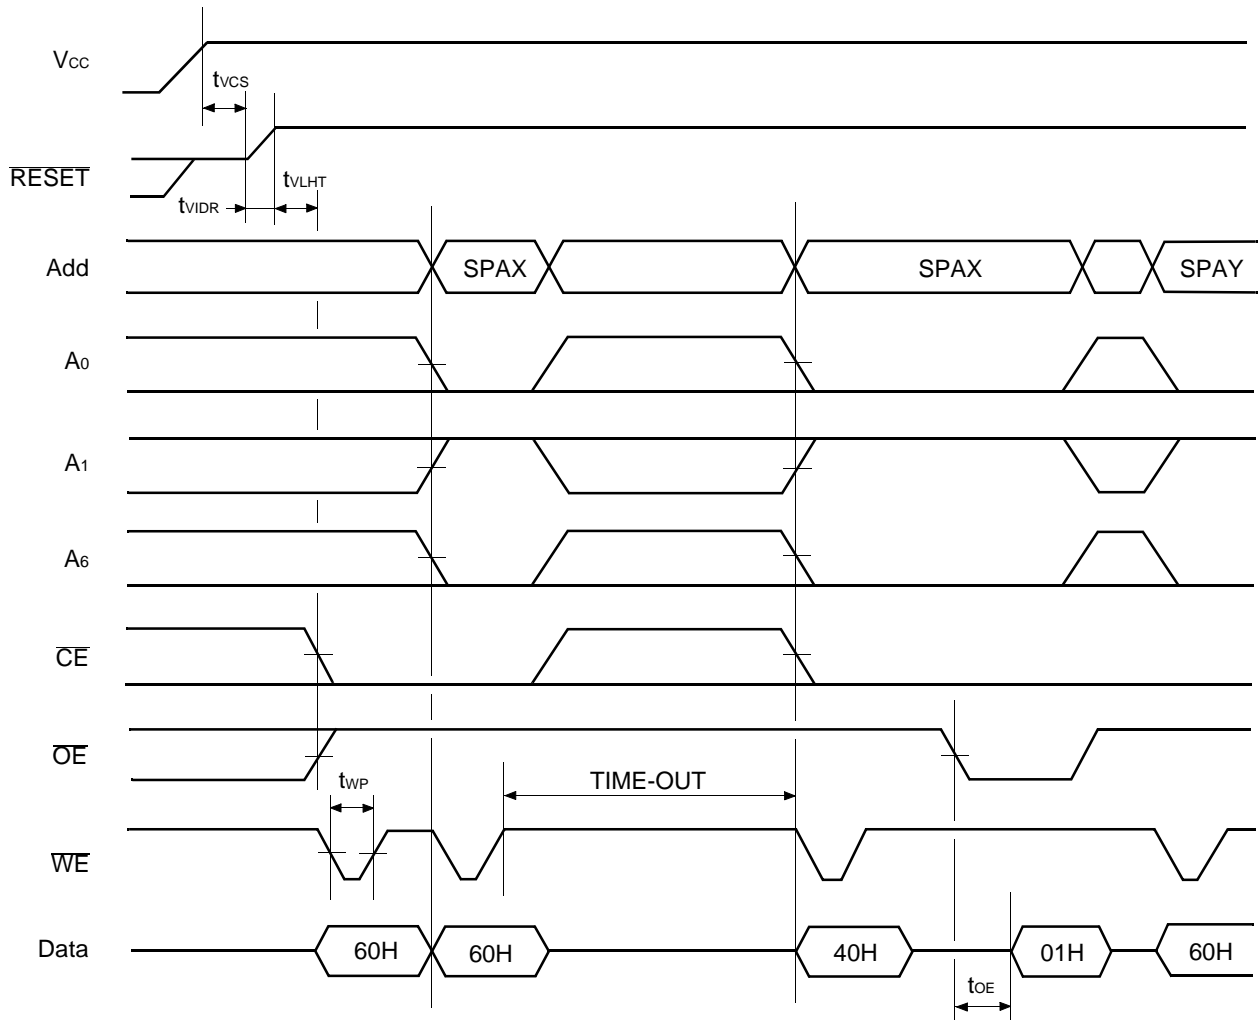 VCC
tVCS
RESET
tVLHT
tVIDR
Add
SPAX
SPAX
SPAY
A0
A1
A6
CE
OE
tWP
TIME-OUT
WE
Data
60H
60H
40H
01H
60H
tOE